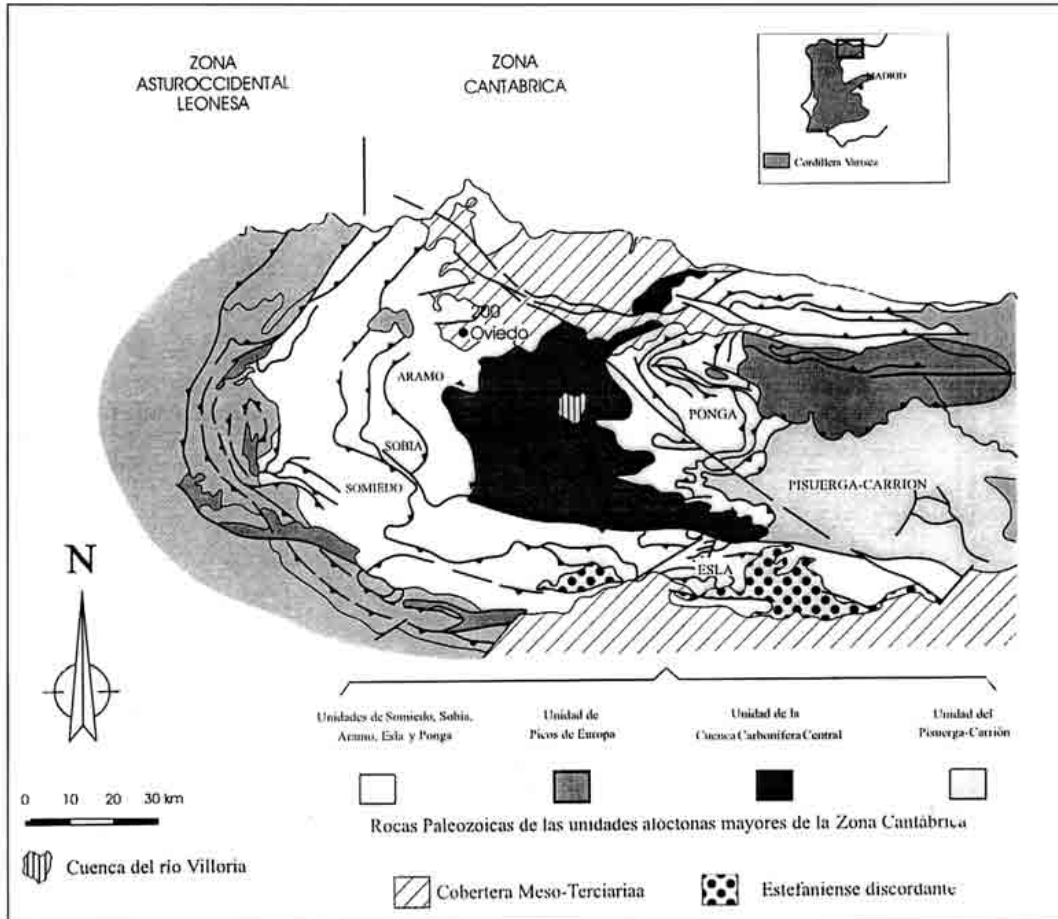 ZONA
ASTUROCCIDENTAL
LEONESA
ZONA
CANTABRICA
MADRID
Cordillera Varisca
200
Oviedo
ARAMO
PONGA
SOBIA
SOMIEDO
PISUERGA-CARRION
ESLA
N
Unidades de Somiedo, Sobia,
Aramo, Esla y Ponga
Unidad de
Picos de Europa
Unidad de la
Cuenca Carbonífera Central
Unidad del
Pisuerga-Carrión
0 10 20 30 km
Rocas Paleozoicas de las unidades alóctonas mayores de la Zona Cantábrica
Cuenca del río Villoria
Cobertera Meso-Terciariaa
Estefaniense discordante